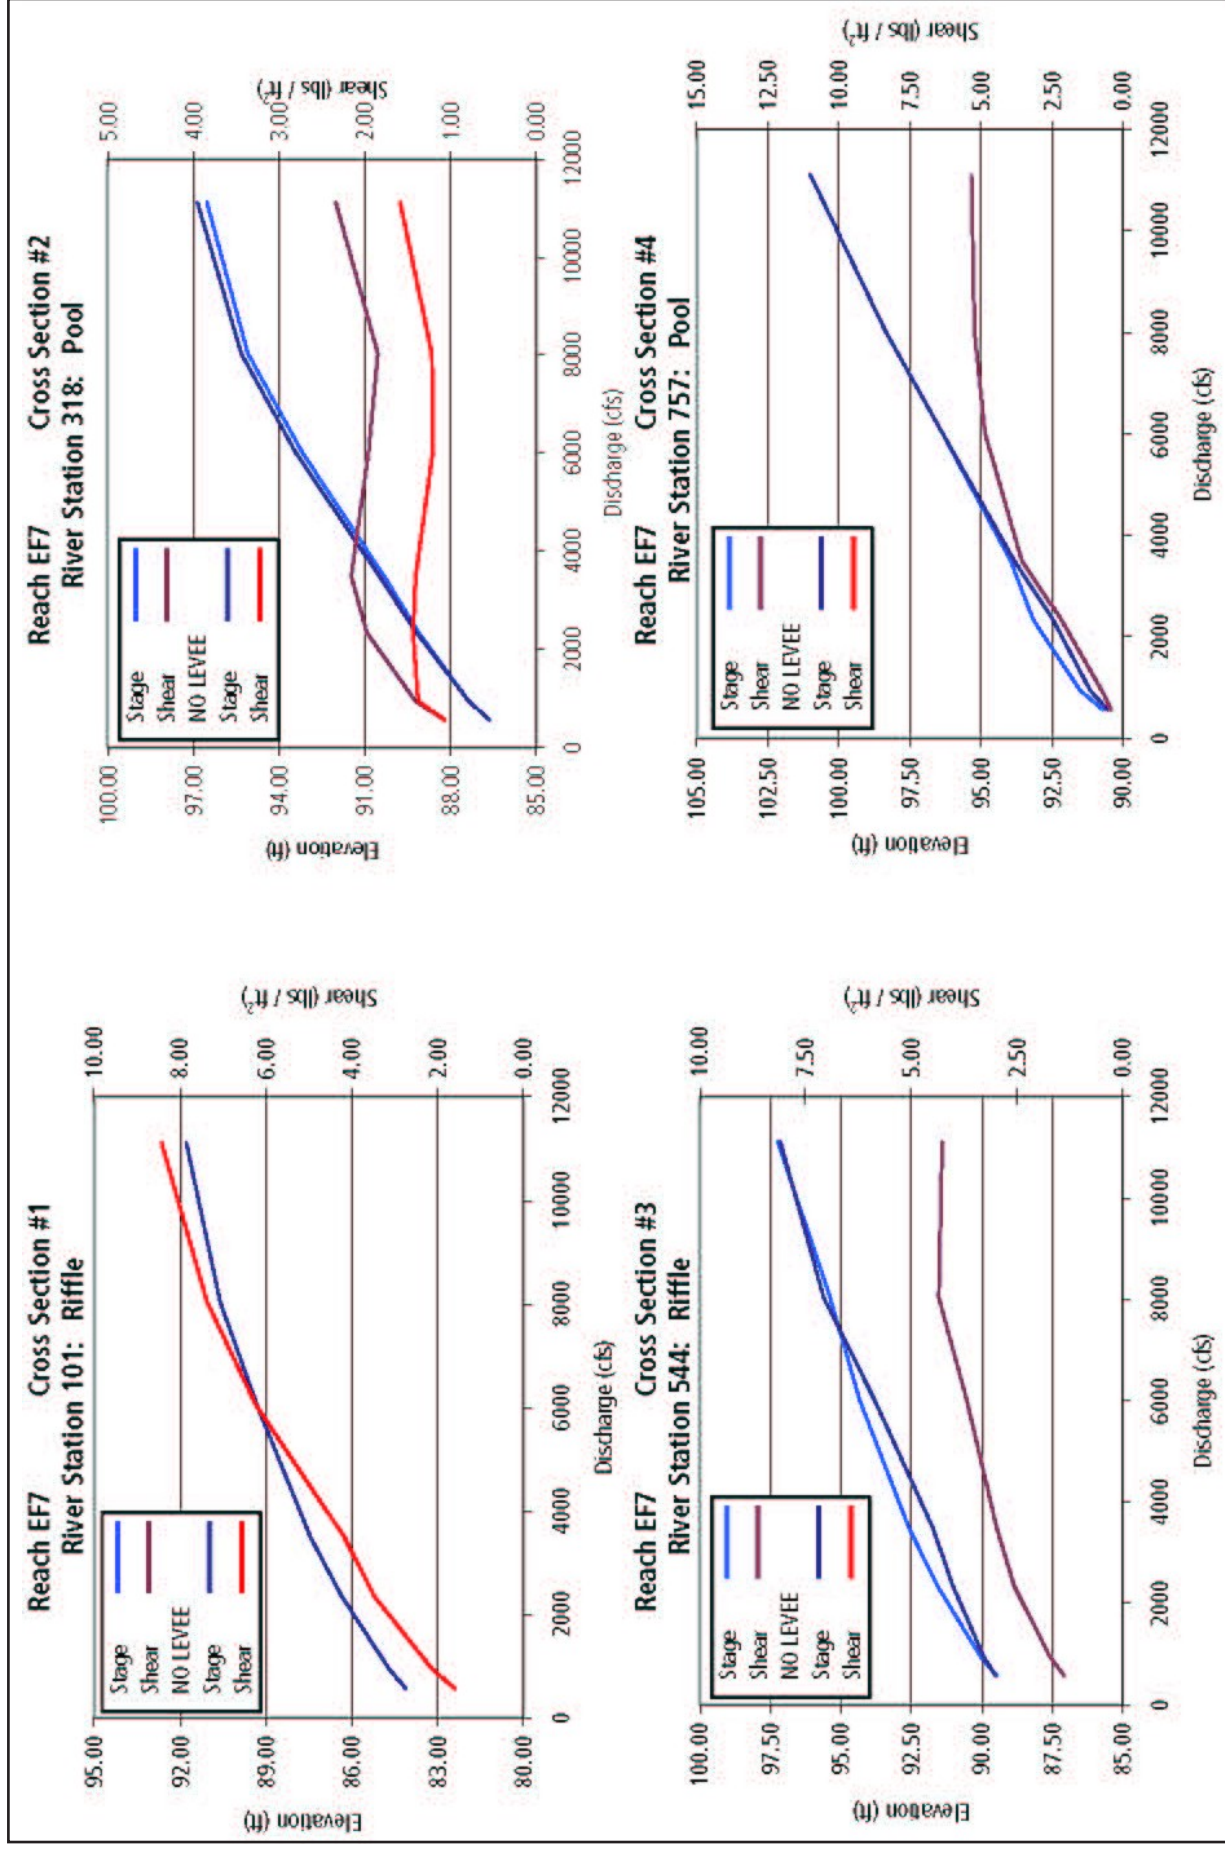 Reach EF7 Cross Section #1
River Station 101: Riffle
Stage
Shear
NO LEVEE
Stage
Shear
Elevation (ft)
95.00
92.00
89.00
86.00
83.00
80.00
Shear (lbs / ft²)
10.00
8.00
6.00
4.00
2.00
0.00
0 2000 4000 6000 8000 10000 12000
Discharge (cfs)
Reach EF7 Cross Section #2
River Station 318: Pool
Stage
Shear
NO LEVEE
Stage
Shear
Elevation (ft)
100.00
97.00
94.00
91.00
88.00
85.00
Shear (lbs / ft²)
5.00
4.00
3.00
2.00
1.00
0.00
0 2000 4000 6000 8000 10000 12000
Discharge (cfs)
Reach EF7 Cross Section #3
River Station 544: Riffle
Stage
Shear
NO LEVEE
Stage
Shear
Elevation (ft)
100.00
97.50
95.00
92.50
90.00
87.50
85.00
Shear (lbs / ft²)
10.00
7.50
5.00
2.50
0.00
0 2000 4000 6000 8000 10000 12000
Discharge (cfs)
Reach EF7 Cross Section #4
River Station 757: Pool
Stage
Shear
NO LEVEE
Stage
Shear
Elevation (ft)
105.00
102.50
100.00
97.50
95.00
92.50
90.00
Shear (lbs / ft²)
15.00
12.50
10.00
7.50
5.00
2.50
0.00
0 2000 4000 6000 8000 10000 12000
Discharge (cfs)